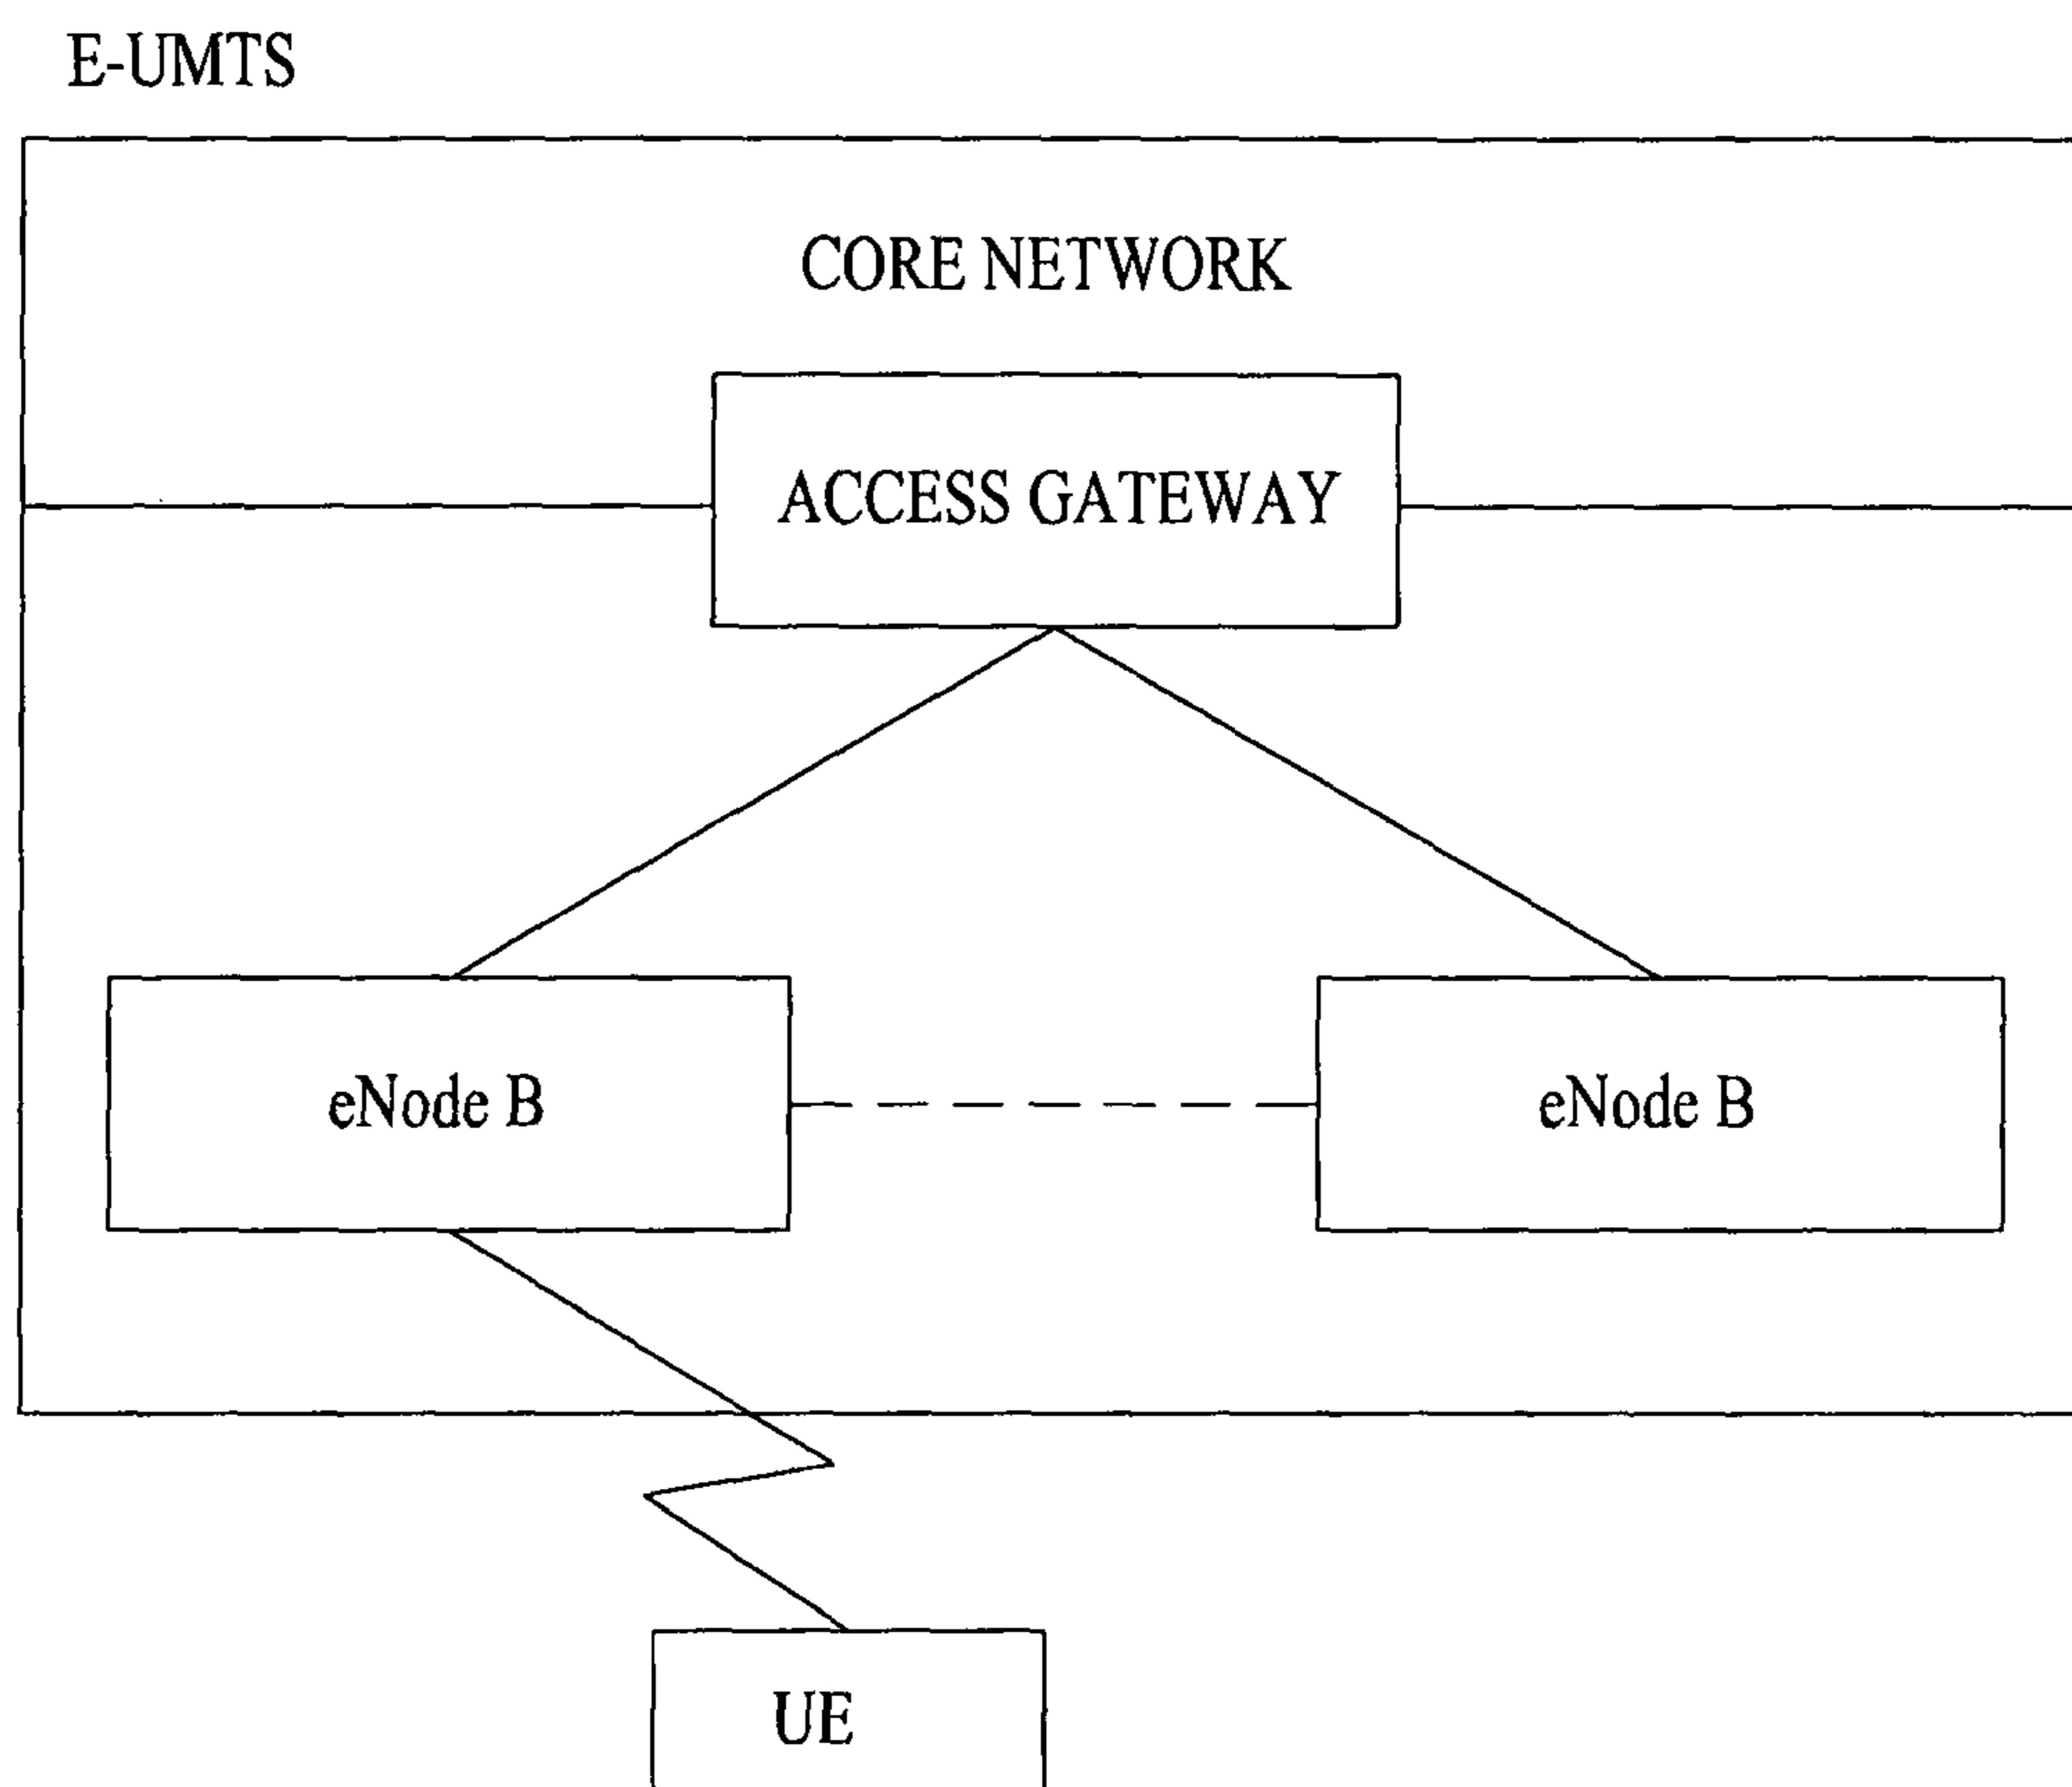 E-UMTS
CORE NETWORK
ACCESS GATEWAY
eNode B
eNode B
UE